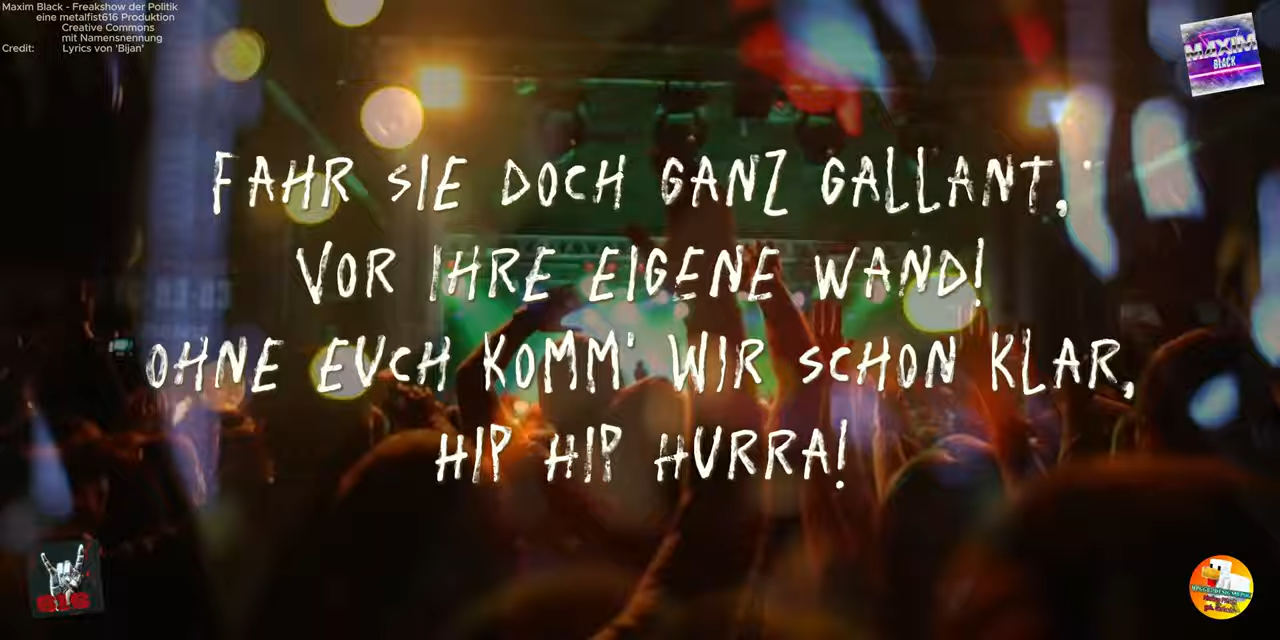 Maxim Black - Freakshow der Politik
eine metalfist616 Produktion
Creative Commons
mit Namensnennung
Credit: Lyrics von 'Bijan'
MAXIM
BLACK
FAHR SIE DOCH GANZ GALLANT,
VOR IHRE EIGENE WAND!
OHNE EUCH KOMM' WIR SCHON KLAR,
HIP HIP HURRA!
616